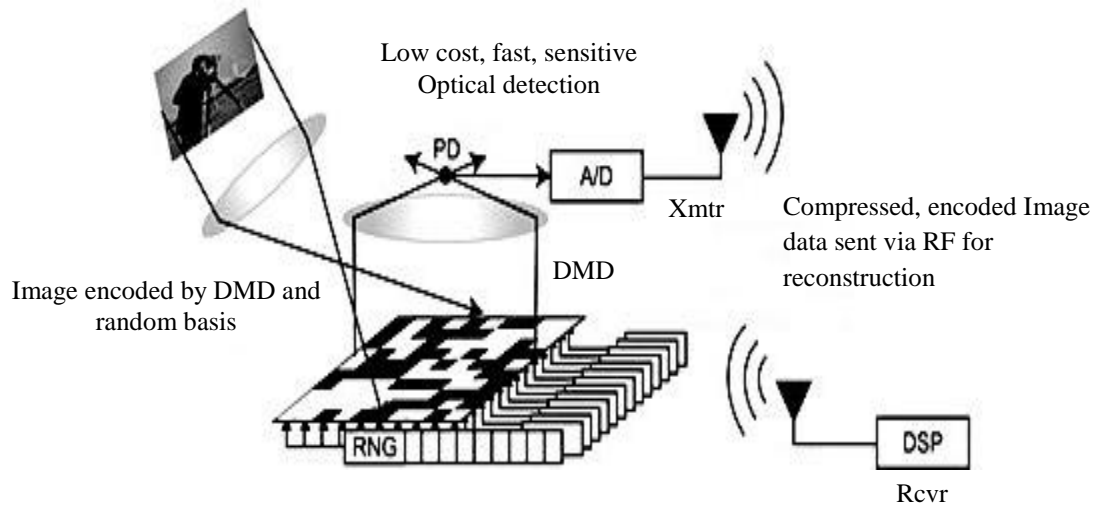 Low cost, fast, sensitive
Optical detection
PD
A/D
Xmtr
Compressed, encoded Image
data sent via RF for
reconstruction
DMD
Image encoded by DMD and
random basis
RNG
DSP
Rcvr